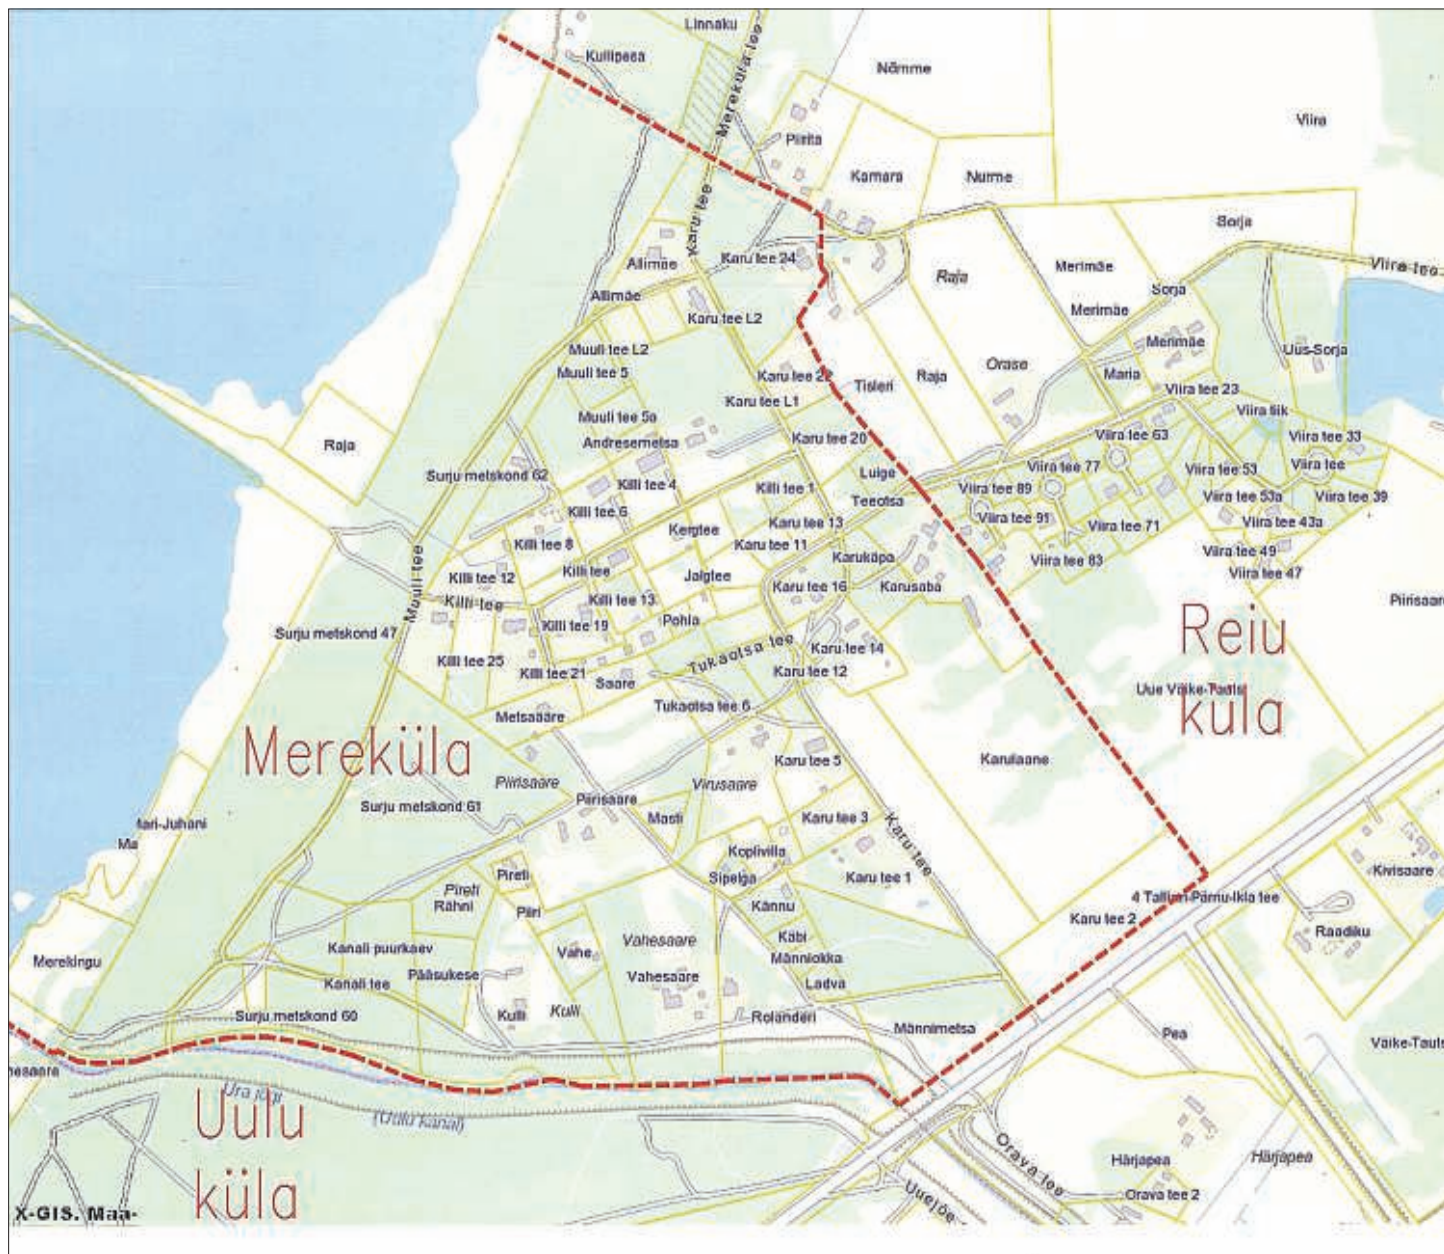 Linnaku
Kullipesa
Mereküla tee
Nõmme
Viira
Piirita
Kamara
Nurme
Karu tee
Sorja
Allimäe
Karu tee 24
Raja
Merimäe
Viira tee
Sorja
Allimäe
Karu tee L2
Merimäe
Muuli tee L2
Merimäe
Uus-Sorja
Muuli tee 5
Karu tee 22
Tisleri
Raja
Orase
Maria
Viira tee 23
Karu tee L1
Viira tiik
Muuli tee 5a
Raja
Andresemetsa
Karu tee 20
Viira tee 63
Viira tee 33
Surju metskond 62
Luige
Viira tee 77
Viira tee 53
Viira tee
Killi tee 4
Killi tee 1
Viira tee 89
Teeotsa
Viira tee 53a
Viira tee 39
Killi tee 6
Karu tee 13
Viira tee 91
Viira tee 71
Viira tee 43a
Kergtee
Killi tee 8
Karu tee 11
Karukäpa
Viira tee 83
Viira tee 49
Muuli tee
Killi tee 12
Killi tee
Jalgtee
Karu tee 16
Karusaba
Viira tee 47
Killi tee
Killi tee 13
Piirisaare
Surju metskond 47
Killi tee 19
Pohla
Reiu
küla
Tukaotsa tee
Karu tee 14
Killi tee 25
Killi tee 21
Saare
Karu tee 12
Uue Väike-Tautsi
Metsaääre
Tukaotsa tee 6
Mereküla
Karulaane
Karu tee 5
Piirisaare
Virusaare
Surju metskond 61
Piirisaare
Masti
Karu tee 3
Mari-Juhani
Ma
Karu tee
Koplivilla
Pireti
Sipelga
Karu tee 1
Kivisaare
Pireti
Rähni
4 Tallinn-Pärnu-Ikla tee
Piiri
Kännu
Karu tee 2
Raadiku
Kanali puurkaev
Vahe
Vahesaare
Käbi
Merekingu
Männiokka
Pääsukese
Vahesaare
Kanali tee
Ladva
Surju metskond 60
Kulli
Kulli
Rolanderi
Männimetsa
Pea
Väike-Tauts
Ura jõgi
(Uulu kanal)
Uulu
küla
Orava tee
Härjapea
Härjapea
Orava tee 2
Uuejõe
X-GIS. Maa-